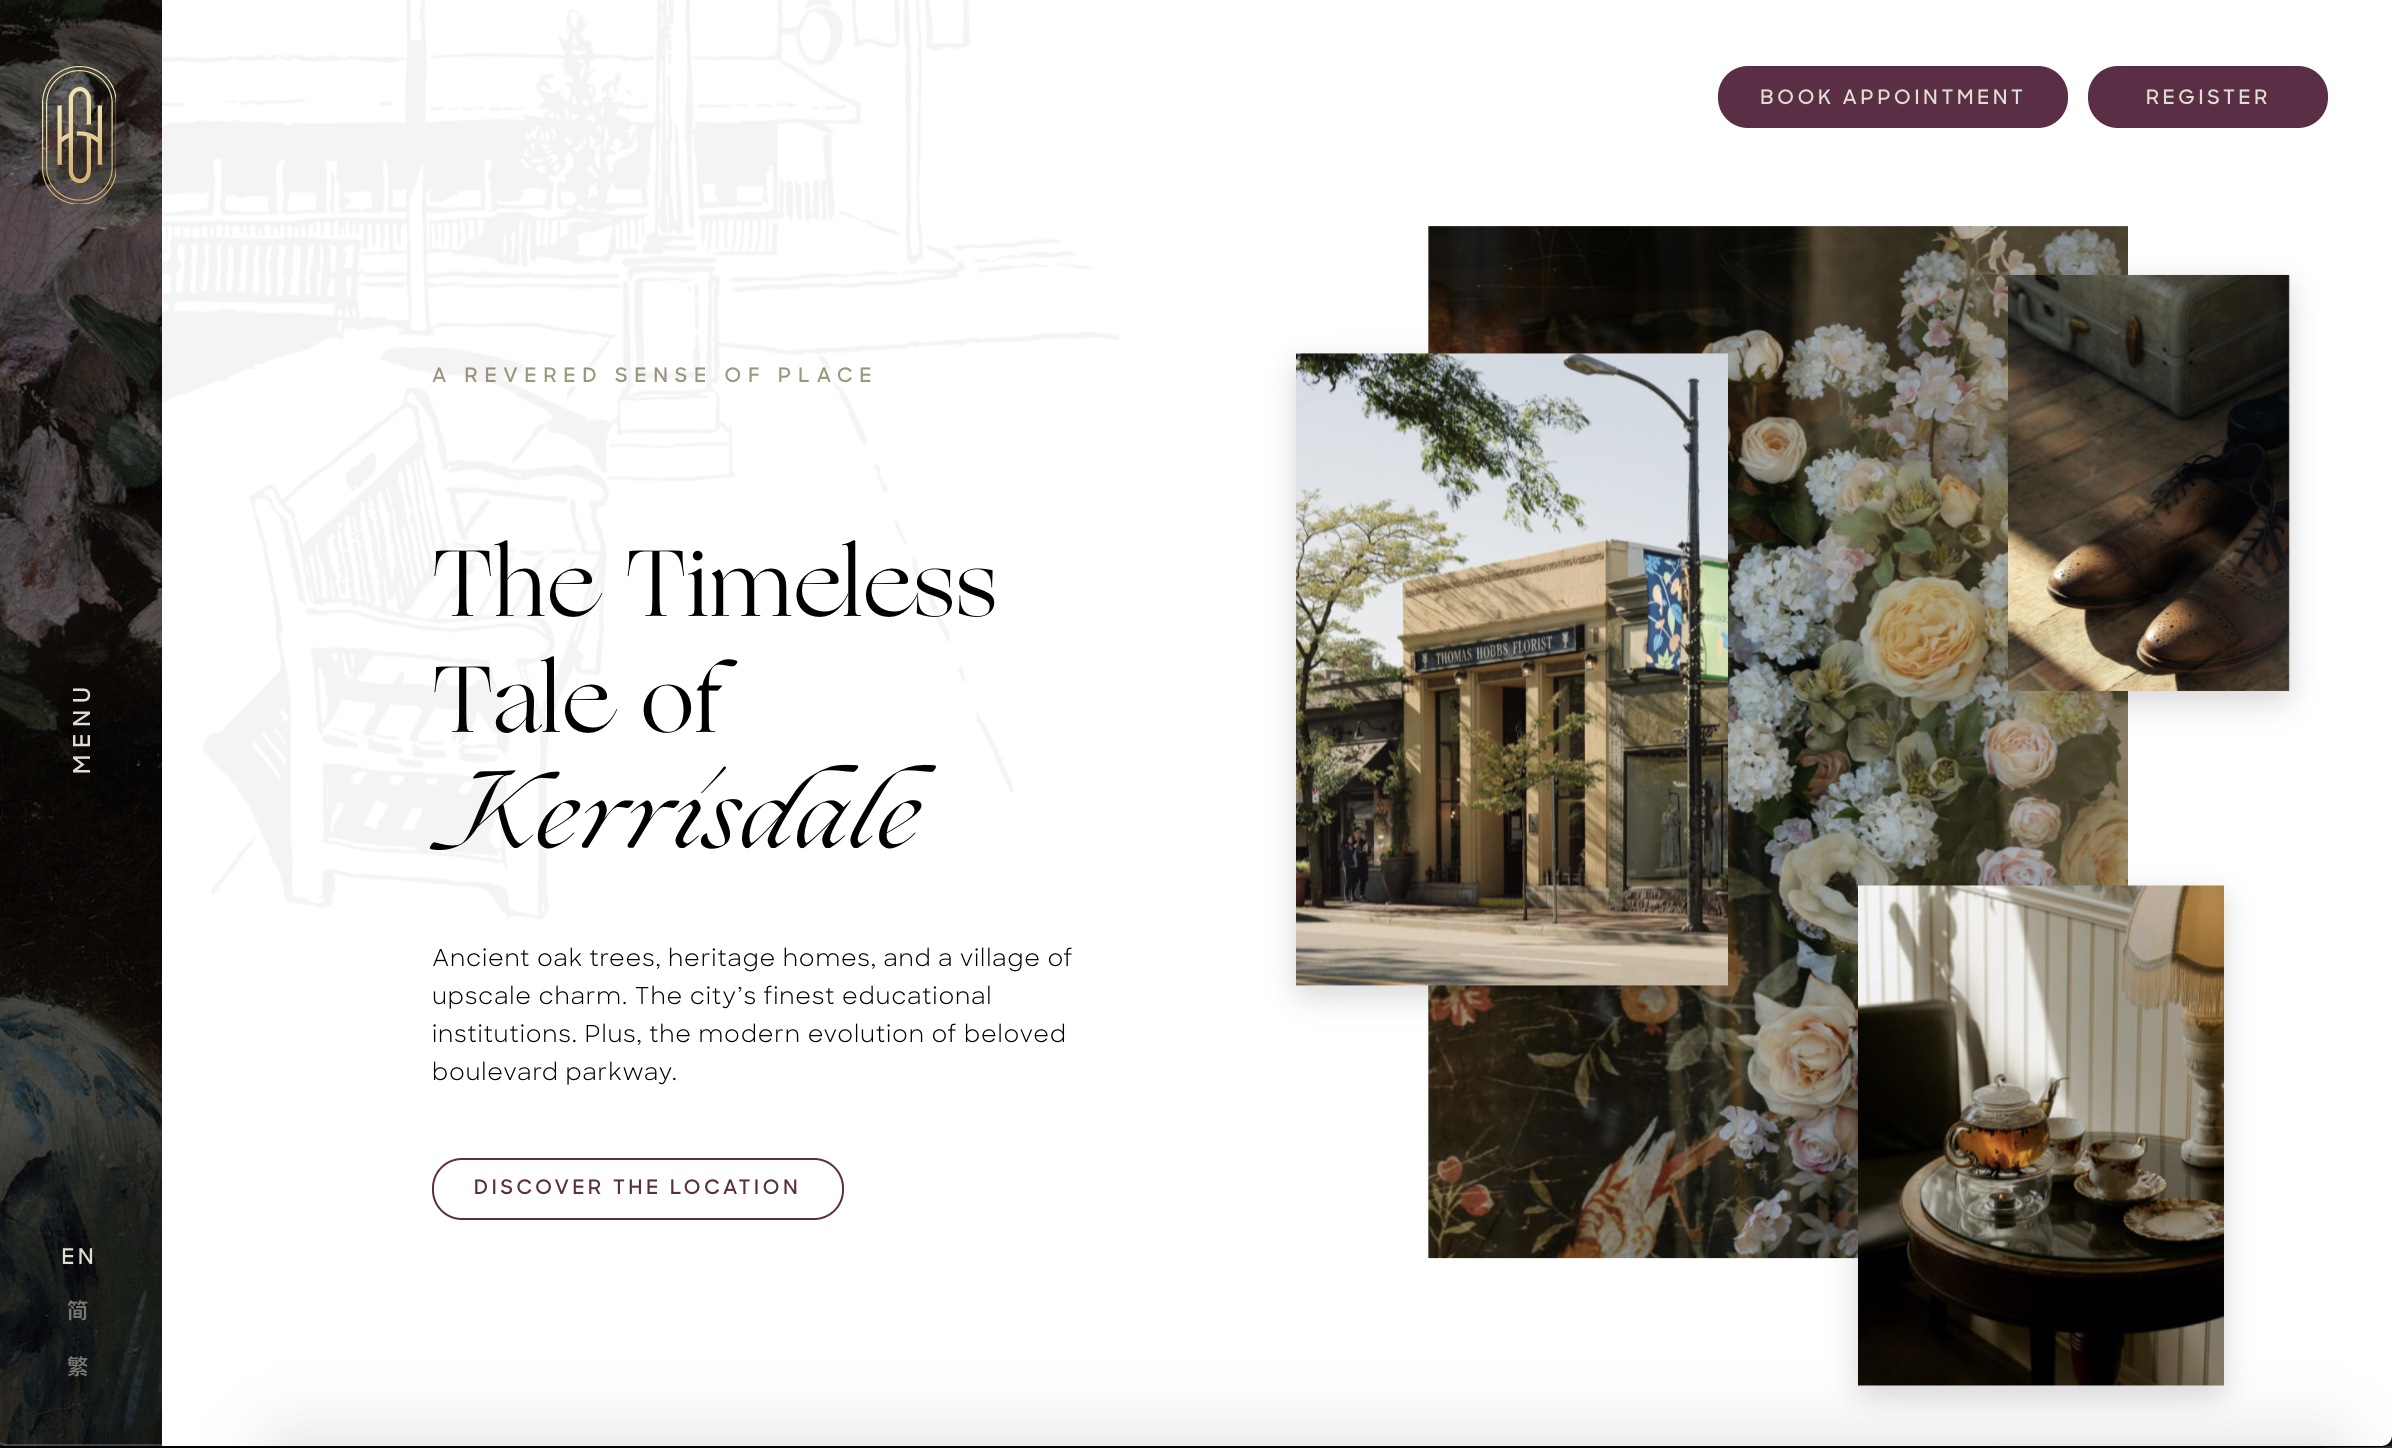 BOOK APPOINTMENT
REGISTER
MENU
EN
简
繁
A REVERED SENSE OF PLACE
The Timeless
Tale of
Kerrisdale
Ancient oak trees, heritage homes, and a village of
upscale charm. The city’s finest educational
institutions. Plus, the modern evolution of beloved
boulevard parkway.
DISCOVER THE LOCATION
THOMAS HOBBS FLORIST